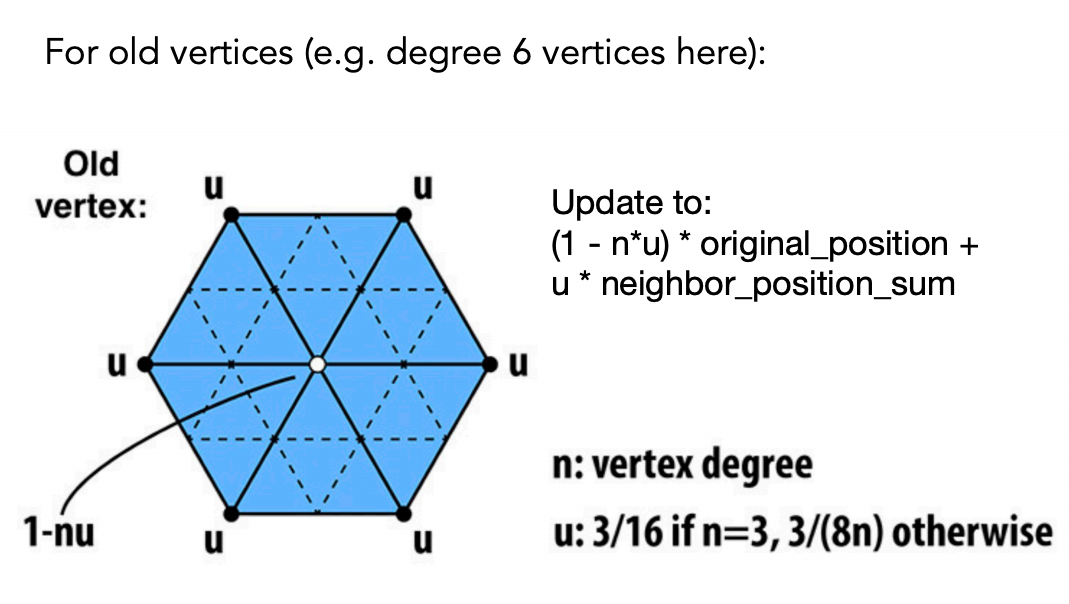 For old vertices (e.g. degree 6 vertices here):
Old
vertex:
u
u
Update to:
(1 - n*u) * original_position +
u * neighbor_position_sum
u
u
1-nu
u
u
n: vertex degree
u: 3/16 if n=3, 3/(8n) otherwise